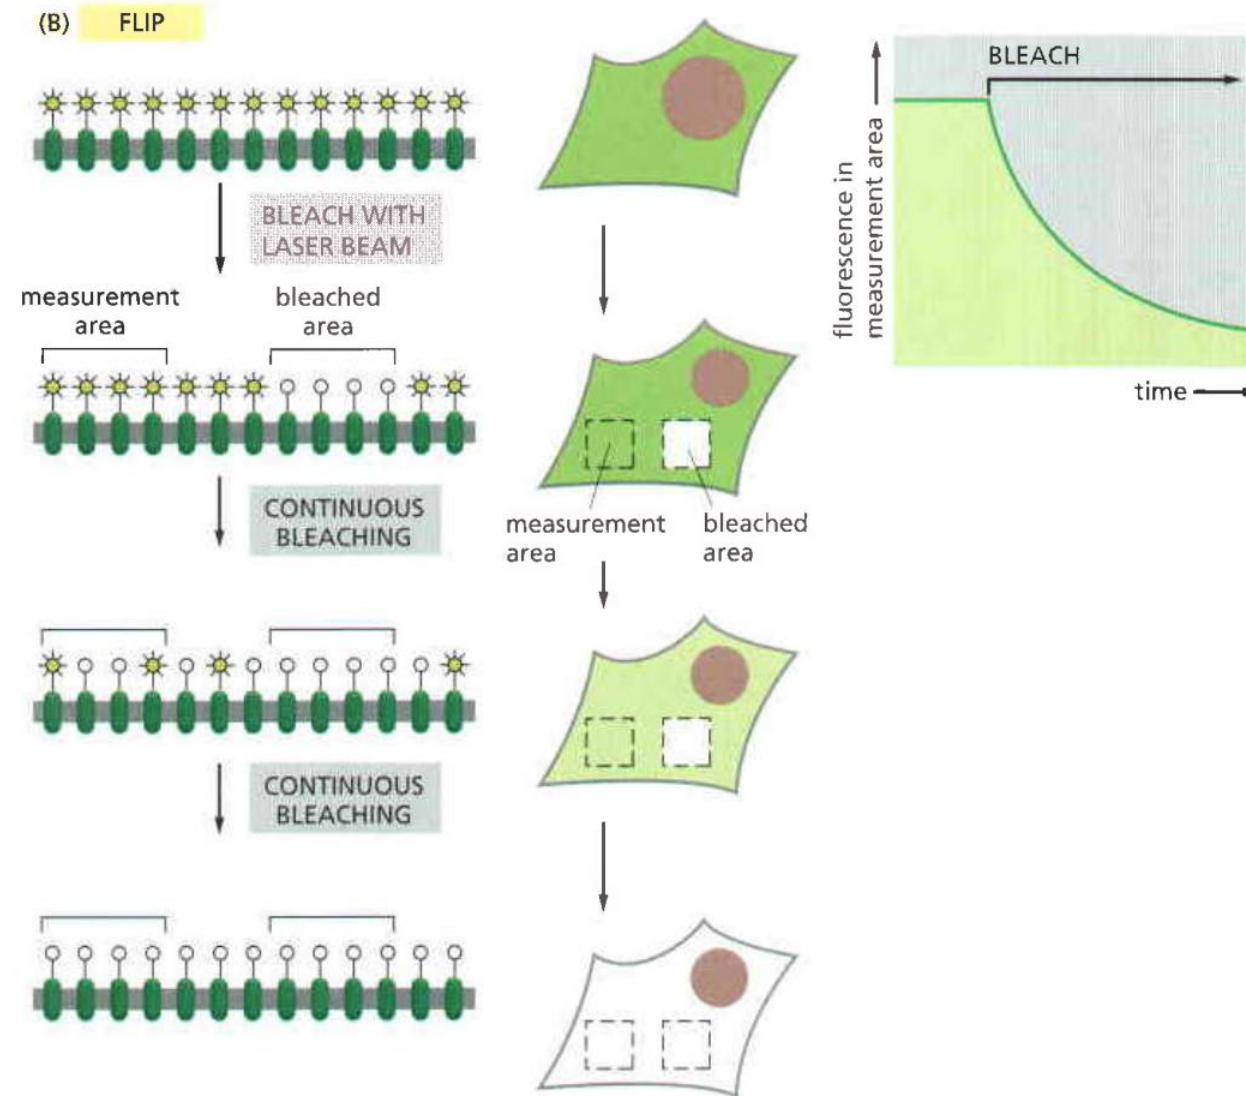 (B) FLIP
BLEACH WITH
LASER BEAM
measurement
area
bleached
area
CONTINUOUS
BLEACHING
CONTINUOUS
BLEACHING
measurement
area
bleached
area
BLEACH
fluorescence in
measurement area
time